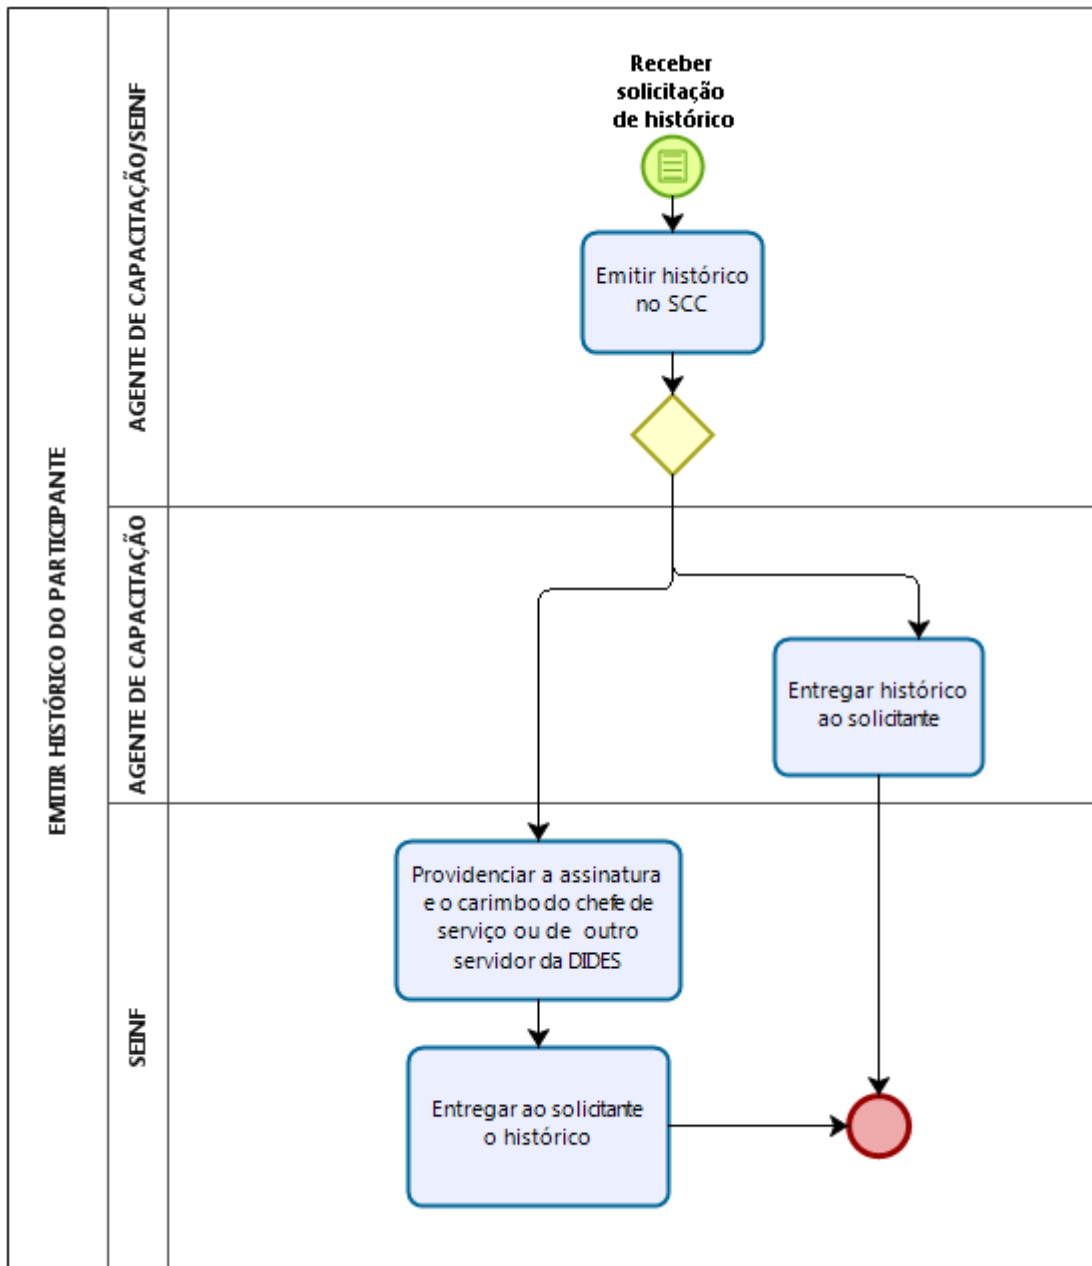 EMITIR HISTÓRICO DO PARTICIPANTE
AGENTE DE CAPACITAÇÃO/SEINF
Receber
solicitação
de histórico
Emitir histórico
no SCC
AGENTE DE CAPACITAÇÃO
Entregar histórico
ao solicitante
SEINF
Providenciar a assinatura
e o carimbo do chefe de
serviço ou de outro
servidor da DIDES
Entregar ao solicitante
o histórico